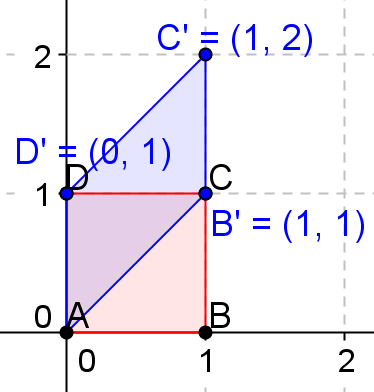 C' = (1, 2)
2
D' = (0, 1)
D
C
1
B' = (1, 1)
0
A
B
0
1
2